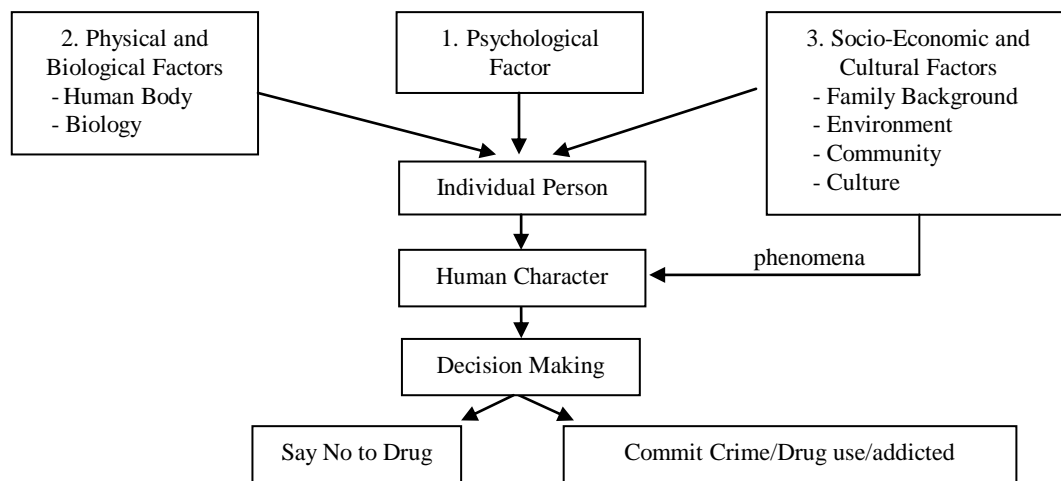 2. Physical and
Biological Factors
- Human Body
- Biology
1. Psychological
Factor
3. Socio-Economic and
Cultural Factors
- Family Background
- Environment
- Community
- Culture
Individual Person
phenomena
Human Character
Decision Making
Say No to Drug
Commit Crime/Drug use/addicted